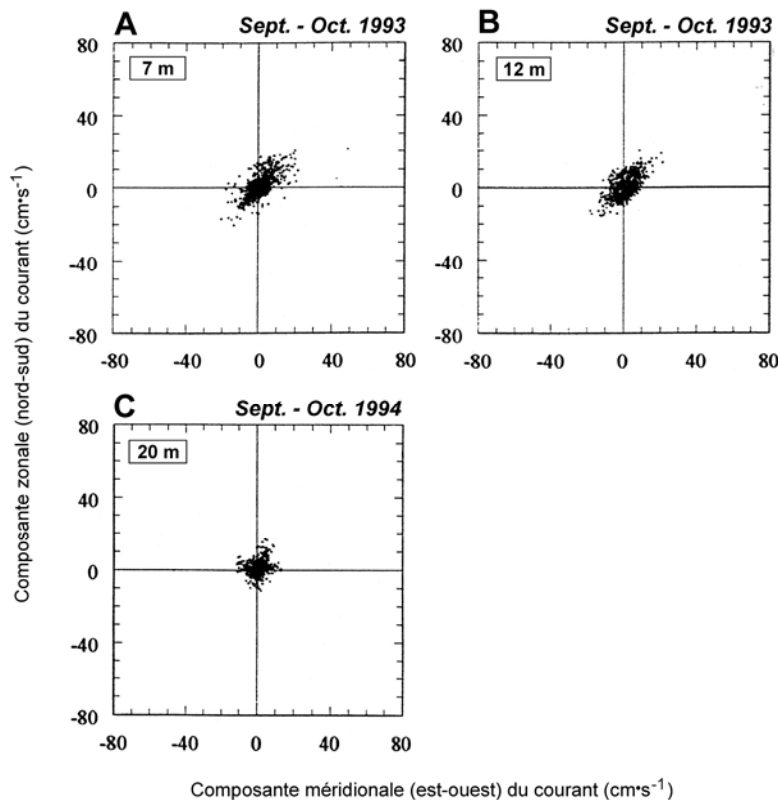 A Sept. - Oct. 1993
7 m
80
40
0
-40
-80
-80 -40 0 40 80
B Sept. - Oct. 1993
12 m
80
40
0
-40
-80
-80 -40 0 40 80
C Sept. - Oct. 1994
20 m
80
40
0
-40
-80
-80 -40 0 40 80
Composante zonale (nord-sud) du courant (cm•s⁻¹)
Composante méridionale (est-ouest) du courant (cm•s⁻¹)